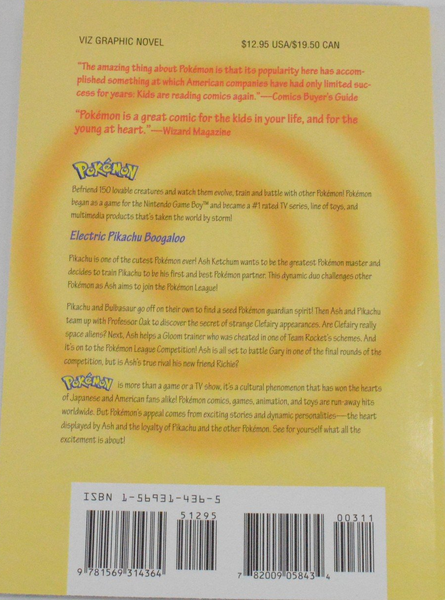 VIZ GRAPHIC NOVEL $12.95 USA/$19.50 CAN
"The amazing thing about Pokémon is that its popularity here has accom-
plished something at which American companies have had only limited suc-
cess for years: Kids are reading comics again."—Comics Buyer's Guide
"Pokémon is a great comic for the kids in your life, and for the
young at heart."—Wizard Magazine
POKéMON
Befriend 150 lovable creatures and watch them evolve, train and battle with other Pokémon! Pokémon
began as a game for the Nintendo Game Boy™ and became a #1 rated TV series, line of toys, and
multimedia products that's taken the world by storm!
Electric Pikachu Boogaloo
Pikachu is one of the cutest Pokémon ever! Ash Ketchum wants to be the greatest Pokémon master and
decides to train Pikachu to be his first and best Pokémon partner. This dynamic duo challenges other
Pokémon as Ash aims to join the Pokémon League!
Pikachu and Bulbasaur go off on their own to find a seed Pokémon guardian spirit! Then Ash and Pikachu
team up with Professor Oak to discover the secret of strange Clefairy appearances. Are Clefairy really
space aliens? Next, Ash helps a Gloom trainer who was cheated in one of Team Rocket's schemes. And
it's on to the Pokémon League Competition! Ash is all set to battle Gary in one of the final rounds of the
competition, but is Ash's true rival his new friend Richie?
POKéMON is more than a game or a TV show, it's a cultural phenomenon that has won the hearts
of Japanese and American fans alike! Pokémon comics, games, animation, and toys are run-away hits
worldwide. But Pokémon's appeal comes from exciting stories and dynamic personalities—the heart
displayed by Ash and the loyalty of Pikachu and the other Pokémon. See for yourself what all the
excitement is about!
ISBN 1-56931-436-5
51295 00311
9 781569 314364 7 82009 05843 4